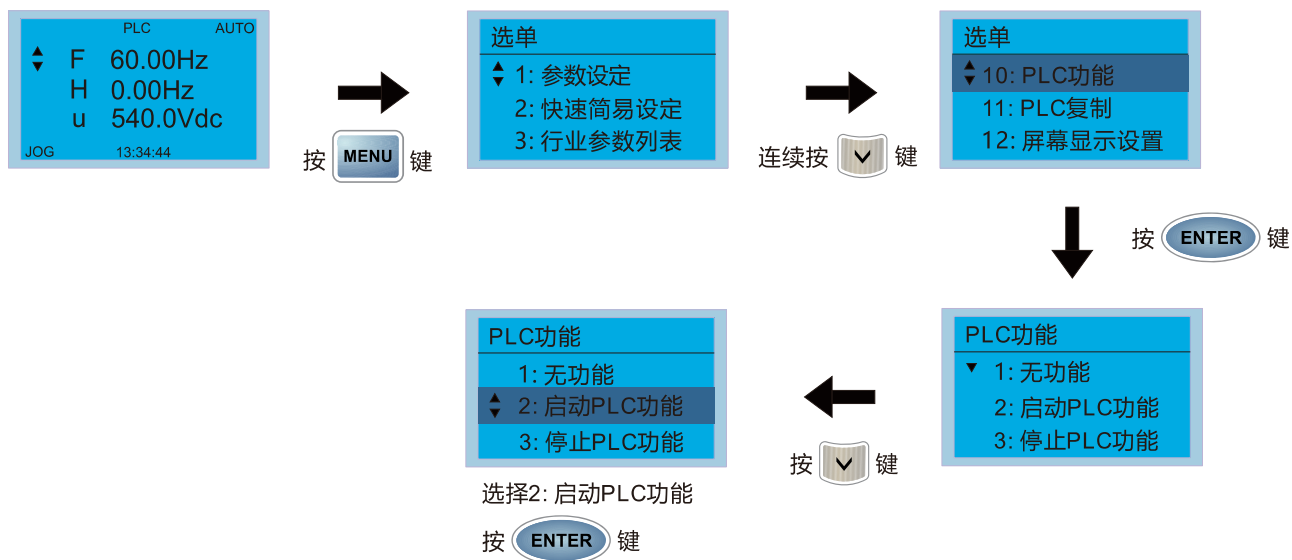 PLC AUTO
F 60.00Hz
H 0.00Hz
u 540.0Vdc
JOG 13:34:44
按 MENU 键
选单
1: 参数设定
2: 快速简易设定
3: 行业参数列表
连续按 键
选单
10: PLC功能
11: PLC复制
12: 屏幕显示设置
按 ENTER 键
PLC功能
1: 无功能
2: 启动PLC功能
3: 停止PLC功能
按 键
PLC功能
1: 无功能
2: 启动PLC功能
3: 停止PLC功能
选择2: 启动PLC功能
按 ENTER 键